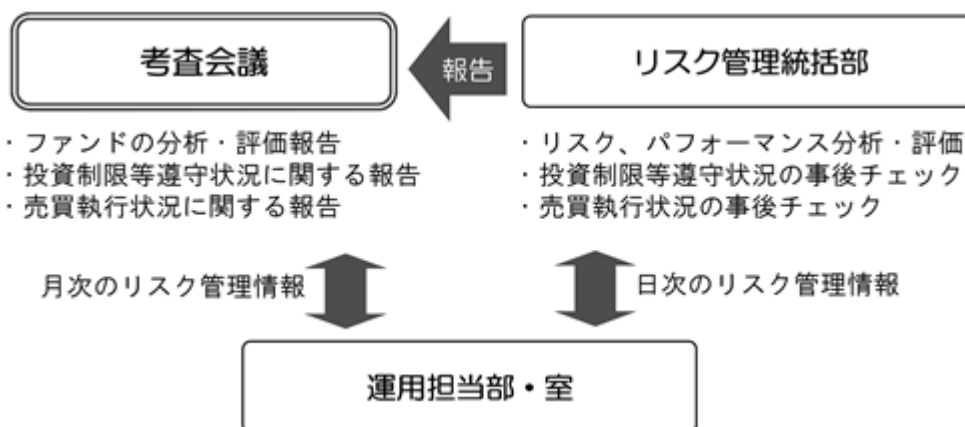 考査会議
報告
リスク管理統括部
・ファンドの分析・評価報告
・投資制限等遵守状況に関する報告
・売買執行状況に関する報告
・リスク、パフォーマンス分析・評価
・投資制限等遵守状況の事後チェック
・売買執行状況の事後チェック
月次のリスク管理情報
日次のリスク管理情報
運用担当部・室